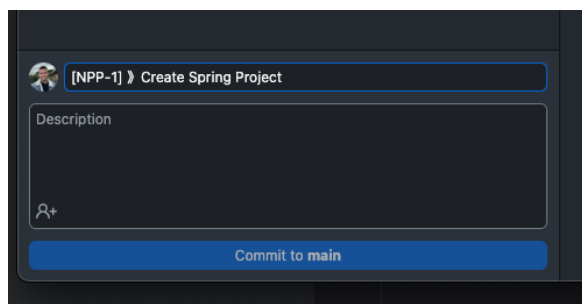 [NPP-1] 》 Create Spring Project
Description
Commit to main